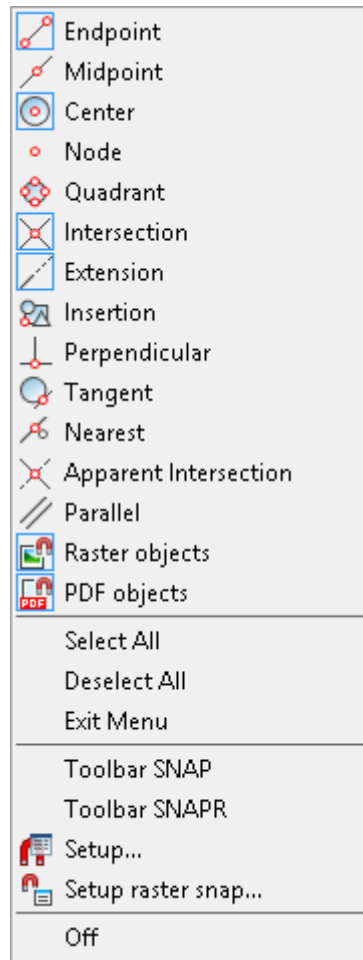 Endpoint
Midpoint
Center
Node
Quadrant
Intersection
Extension
Insertion
Perpendicular
Tangent
Nearest
Apparent Intersection
Parallel
Raster objects
PDF
PDF objects
Select All
Deselect All
Exit Menu
Toolbar SNAP
Toolbar SNAPR
Setup...
Setup raster snap...
Off